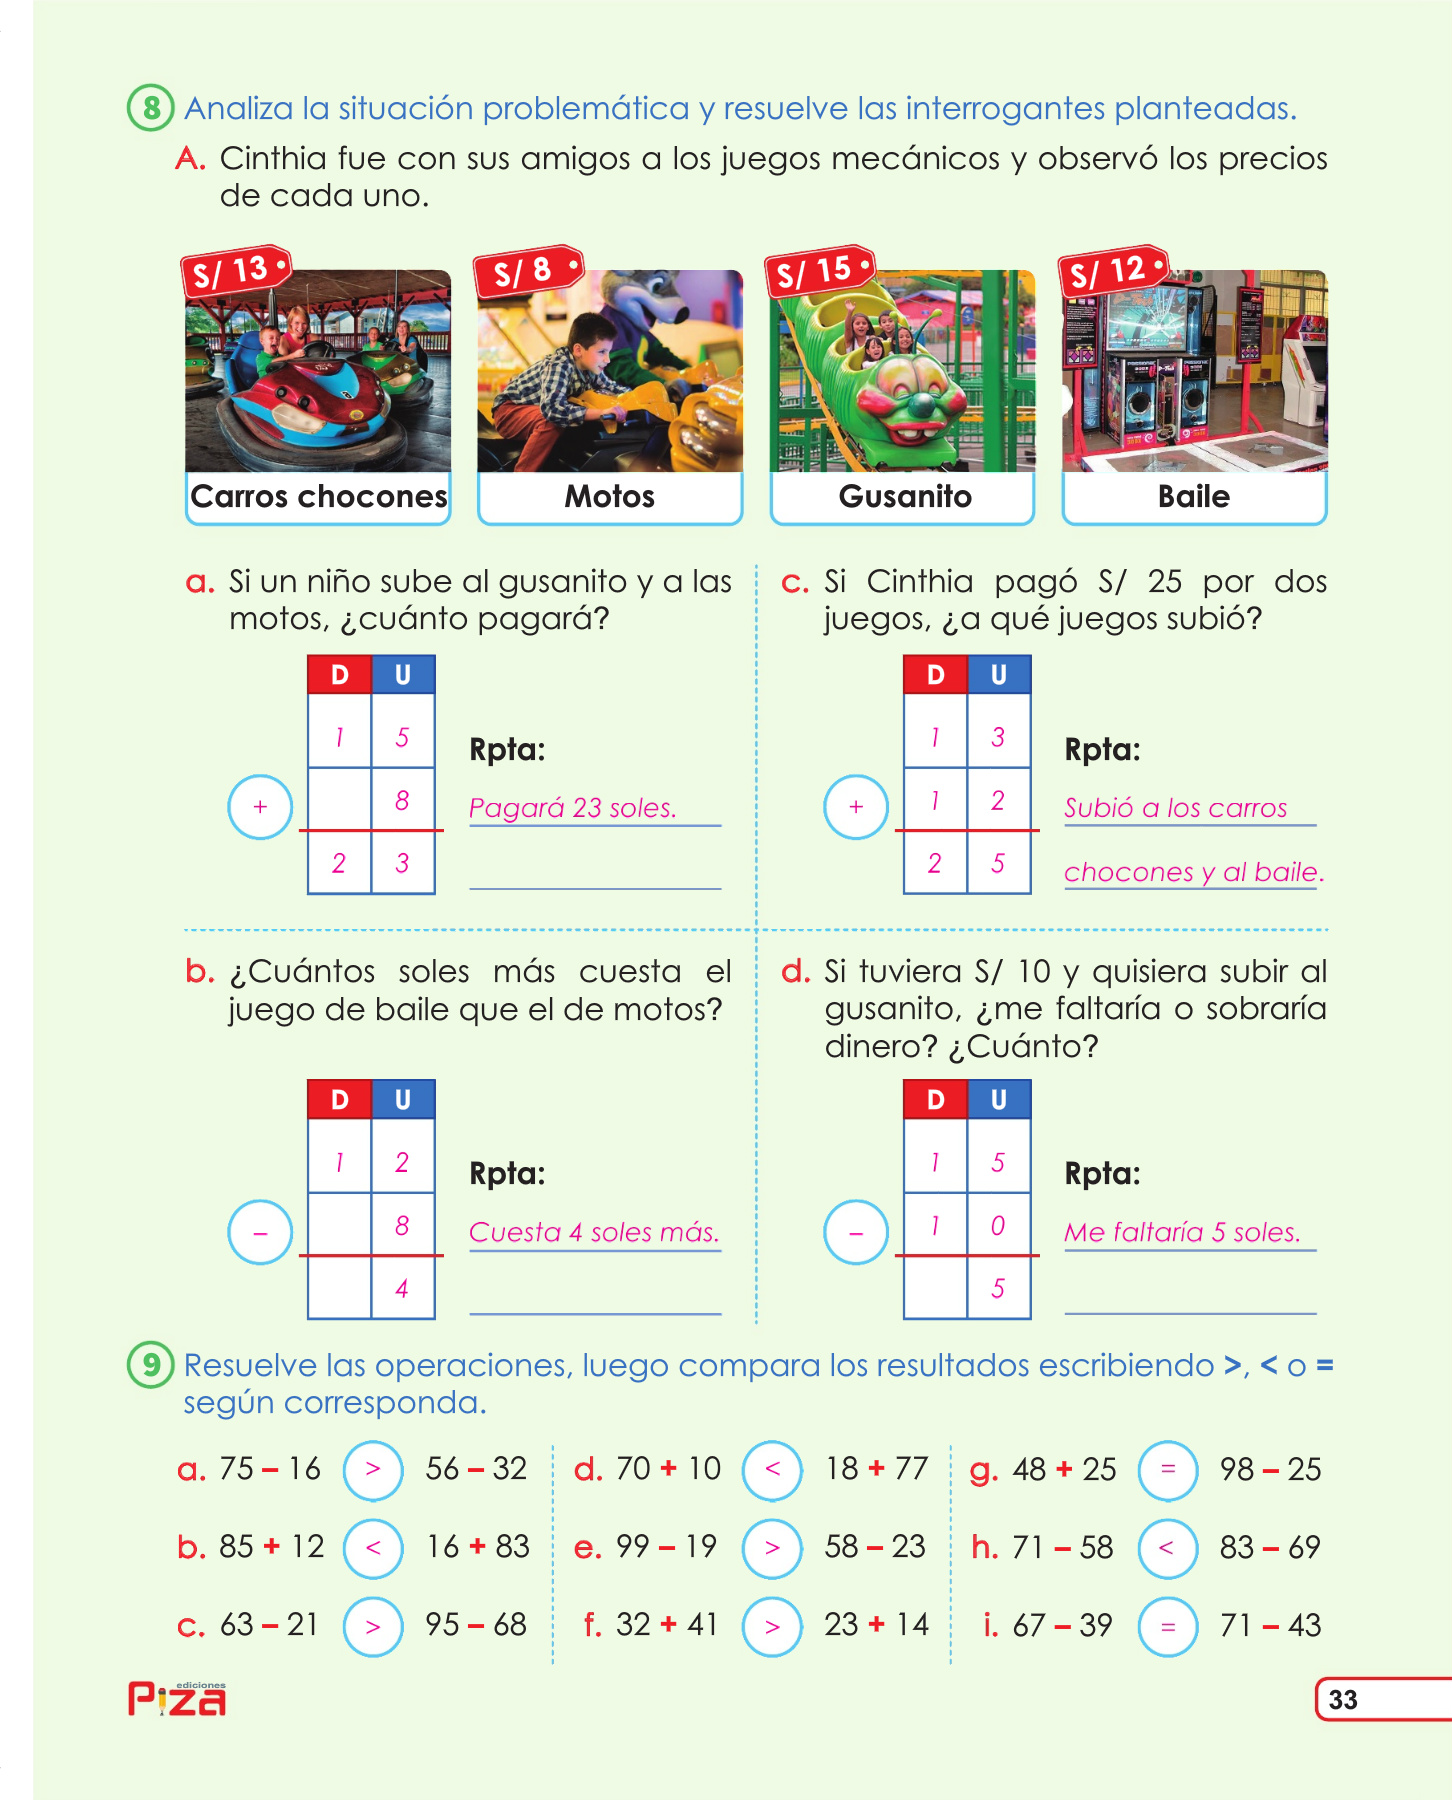 8 Analiza la situación problemática y resuelve las interrogantes planteadas.
A. Cinthia fue con sus amigos a los juegos mecánicos y observó los precios
de cada uno.
S/ 13
S/ 8
S/ 15
S/ 12
Carros chocones
Motos
Gusanito
Baile
a. Si un niño sube al gusanito y a las
motos, ¿cuánto pagará?
D U
1 5
+ 8
2 3
Rpta:
Pagará 23 soles.
c. Si Cinthia pagó S/ 25 por dos
juegos, ¿a qué juegos subió?
D U
1 3
+ 1 2
2 5
Rpta:
Subió a los carros
chocones y al baile.
b. ¿Cuántos soles más cuesta el
juego de baile que el de motos?
D U
1 2
– 8
4
Rpta:
Cuesta 4 soles más.
d. Si tuviera S/ 10 y quisiera subir al
gusanito, ¿me faltaría o sobraría
dinero? ¿Cuánto?
D U
1 5
– 1 0
5
Rpta:
Me faltaría 5 soles.
9 Resuelve las operaciones, luego compara los resultados escribiendo >, < o =
según corresponda.
a. 75 – 16 > 56 – 32
b. 85 + 12 < 16 + 83
c. 63 – 21 > 95 – 68
d. 70 + 10 < 18 + 77
e. 99 – 19 > 58 – 23
f. 32 + 41 > 23 + 14
g. 48 + 25 = 98 – 25
h. 71 – 58 < 83 – 69
i. 67 – 39 = 71 – 43
ediciones
Piza
33